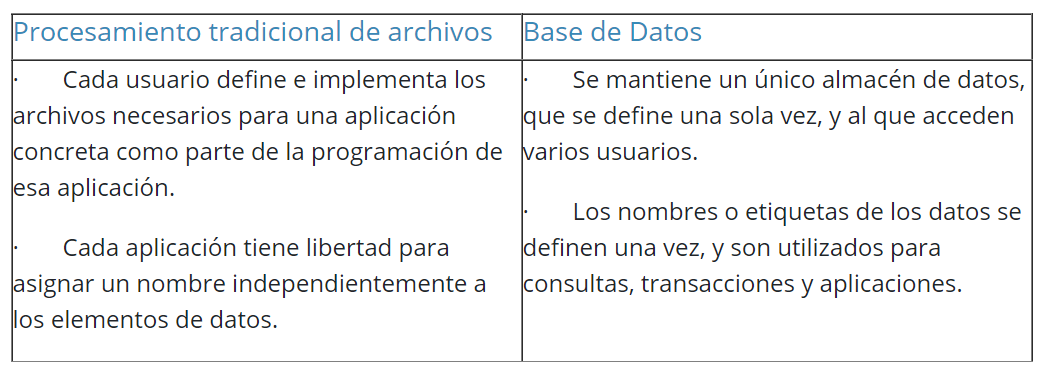 Procesamiento tradicional de archivos
Base de Datos
· Cada usuario define e implementa los
archivos necesarios para una aplicación
concreta como parte de la programación de
esa aplicación.
· Cada aplicación tiene libertad para
asignar un nombre independientemente a
los elementos de datos.
· Se mantiene un único almacén de datos,
que se define una sola vez, y al que acceden
varios usuarios.
· Los nombres o etiquetas de los datos se
definen una vez, y son utilizados para
consultas, transacciones y aplicaciones.